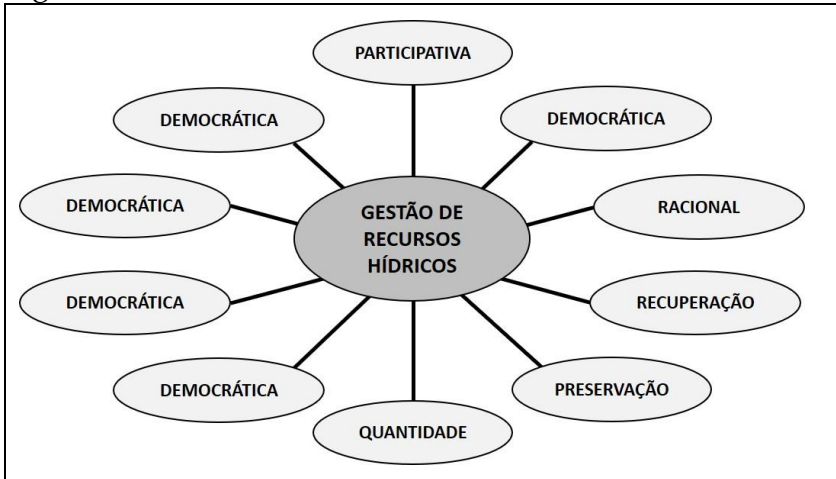 PARTICIPATIVA
DEMOCRÁTICA
DEMOCRÁTICA
DEMOCRÁTICA
RACIONAL
GESTÃO DE
RECURSOS
HÍDRICOS
DEMOCRÁTICA
RECUPERAÇÃO
DEMOCRÁTICA
PRESERVAÇÃO
QUANTIDADE